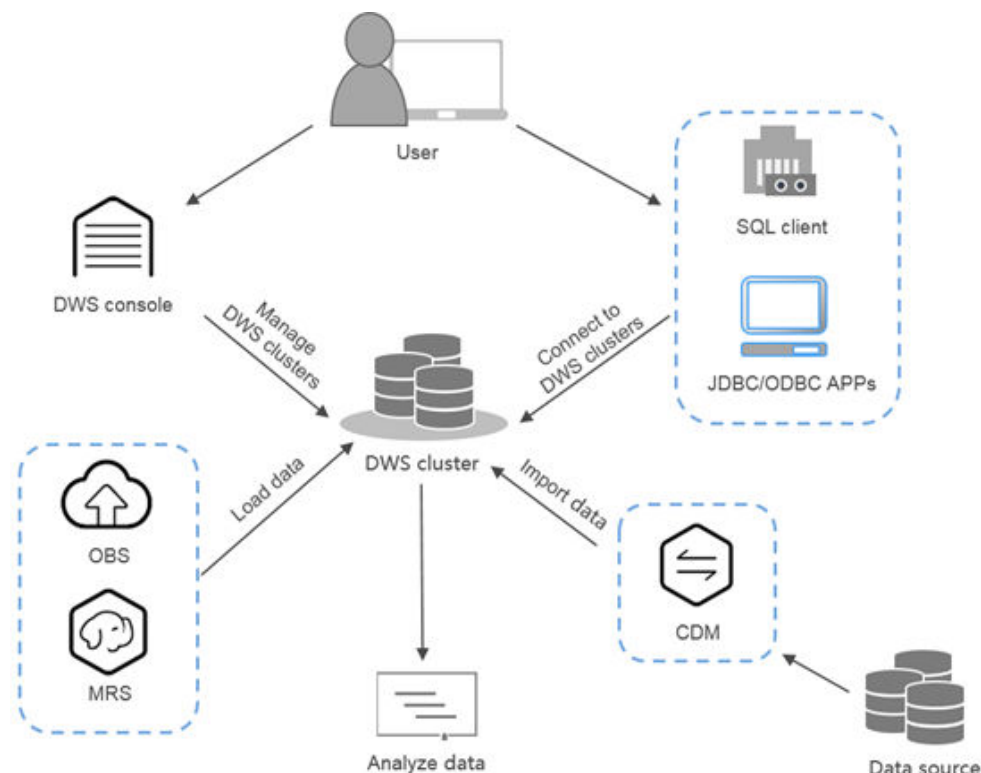 User
SQL client
DWS console
JDBC/ODBC APPs
Manage
DWS clusters
Connect to
DWS clusters
DWS cluster
Load data
Import data
OBS
MRS
CDM
Analyze data
Data source